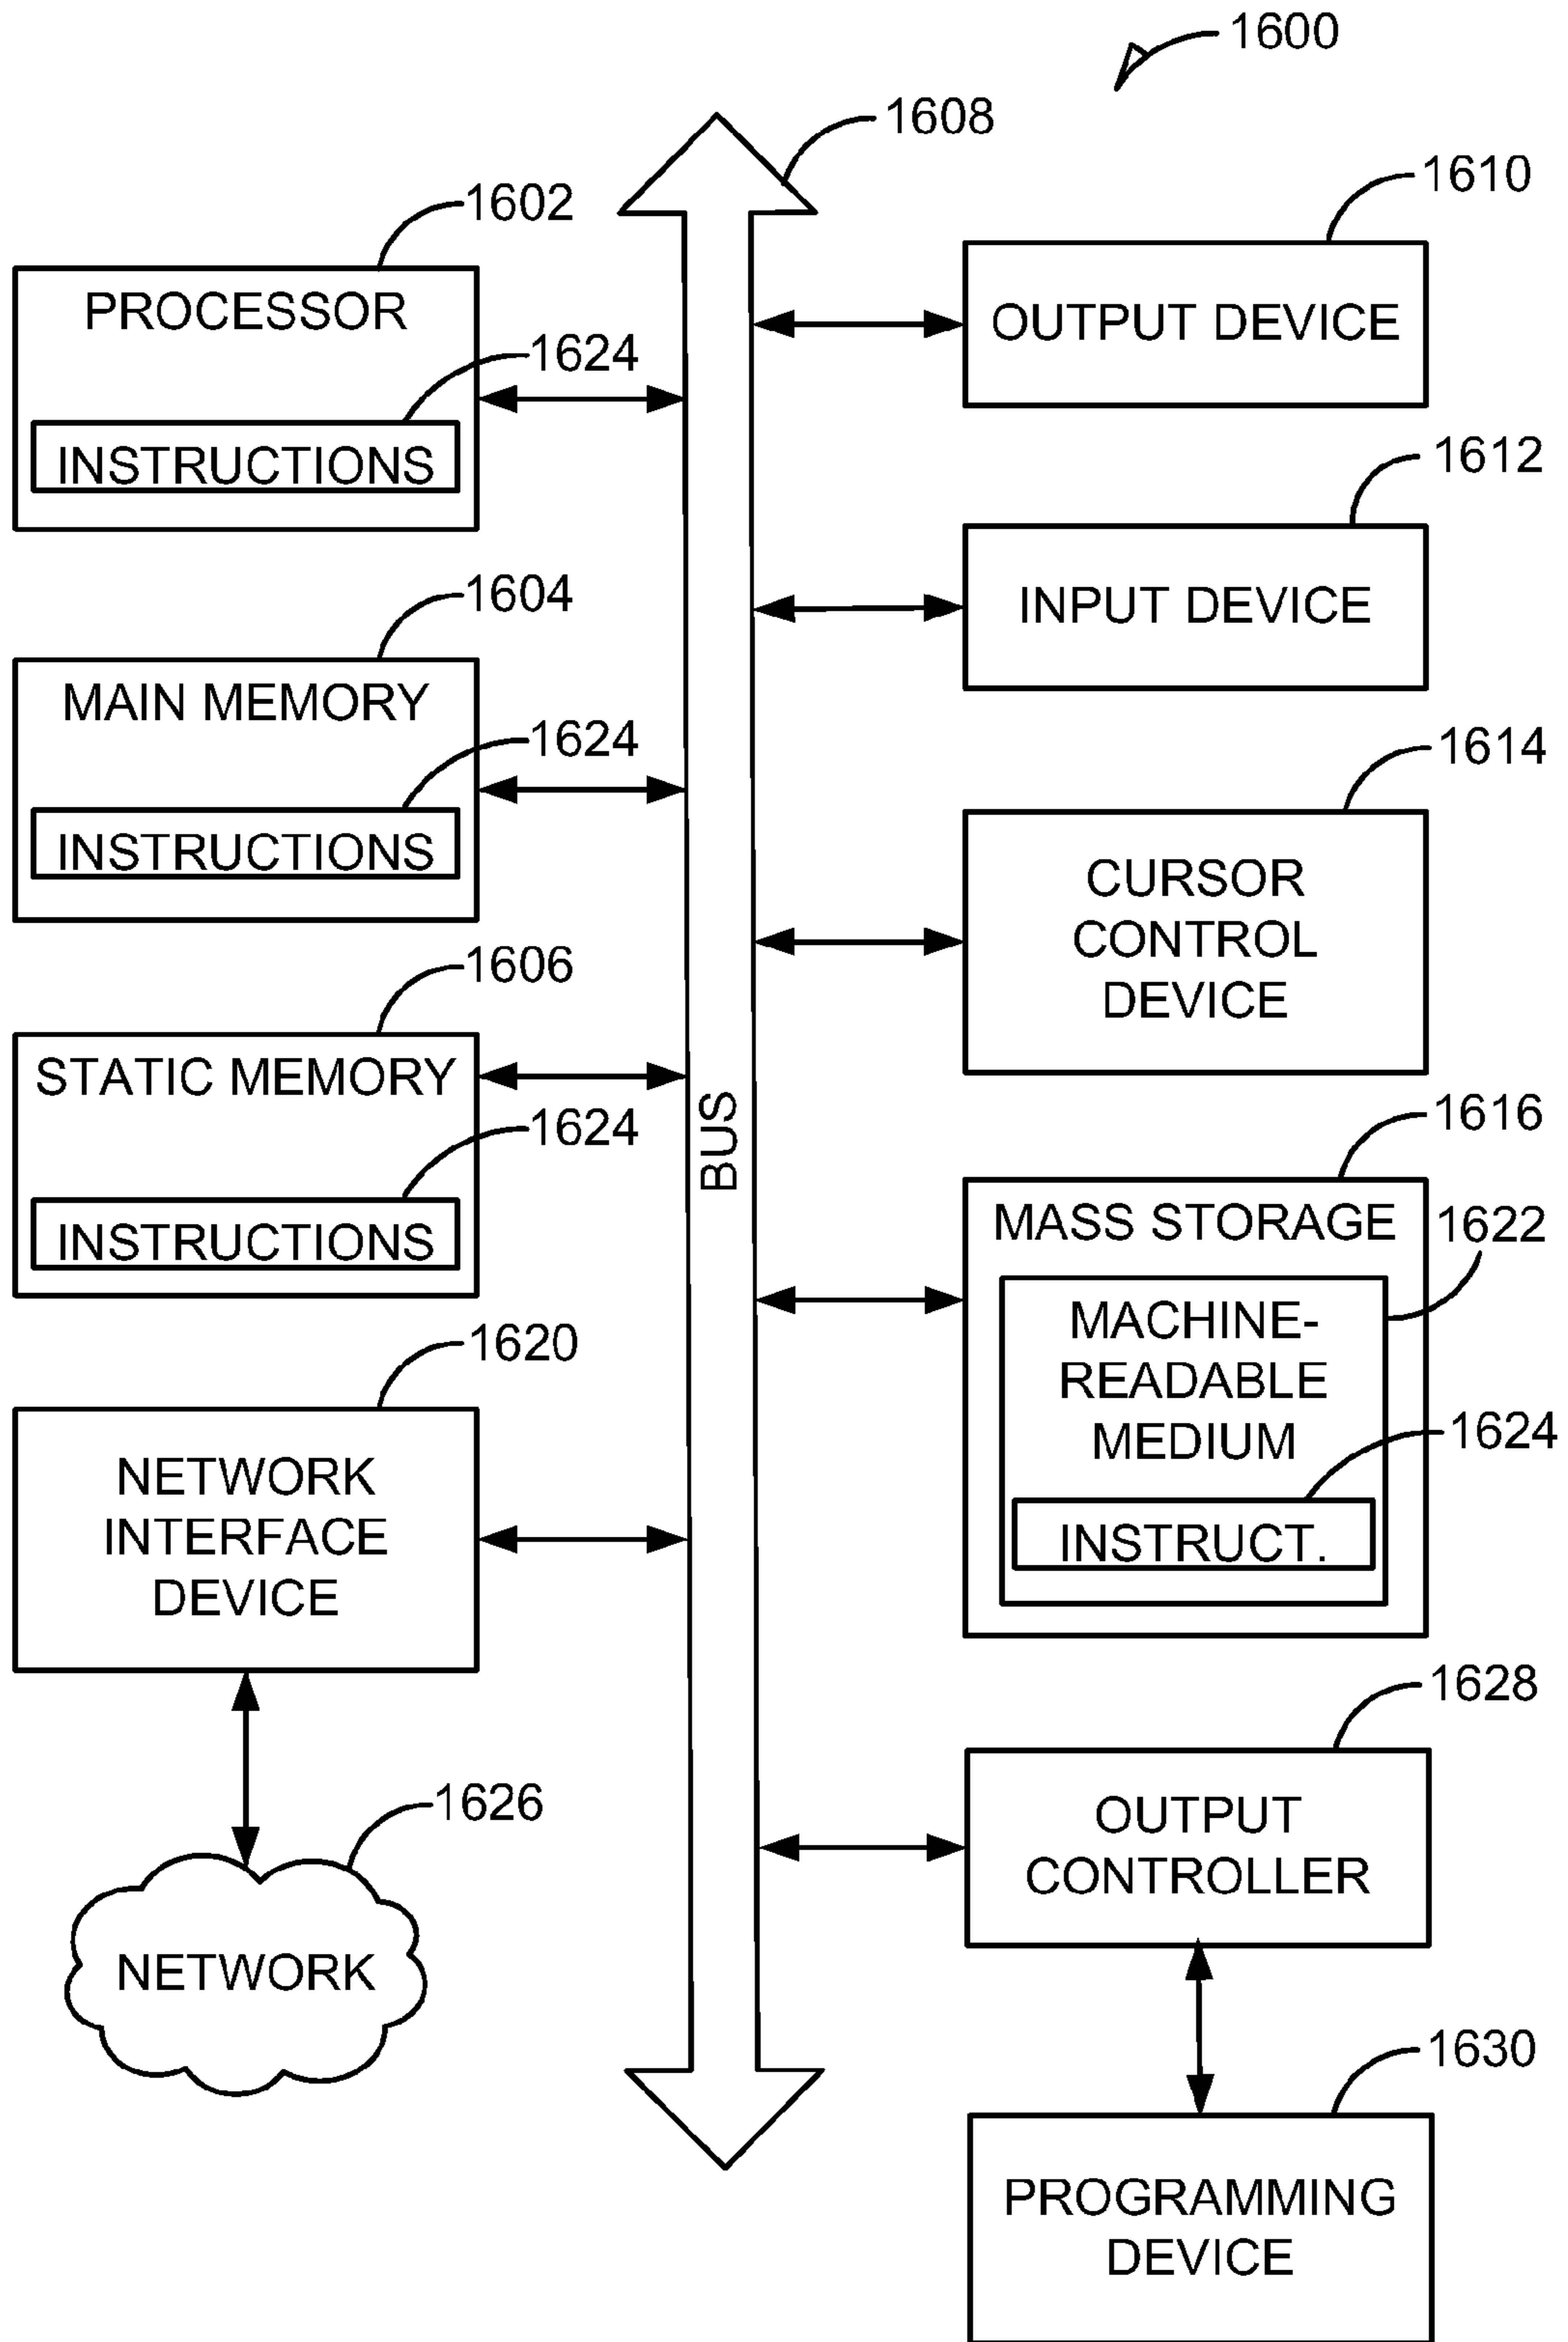 1600
1608
1602
PROCESSOR
1624
INSTRUCTIONS
1604
MAIN MEMORY
1624
INSTRUCTIONS
1606
STATIC MEMORY
1624
INSTRUCTIONS
1620
NETWORK
INTERFACE
DEVICE
1626
NETWORK
BUS
1610
OUTPUT DEVICE
1612
INPUT DEVICE
1614
CURSOR
CONTROL
DEVICE
1616
MASS STORAGE
1622
MACHINE-
READABLE
MEDIUM
1624
INSTRUCT.
1628
OUTPUT
CONTROLLER
1630
PROGRAMMING
DEVICE